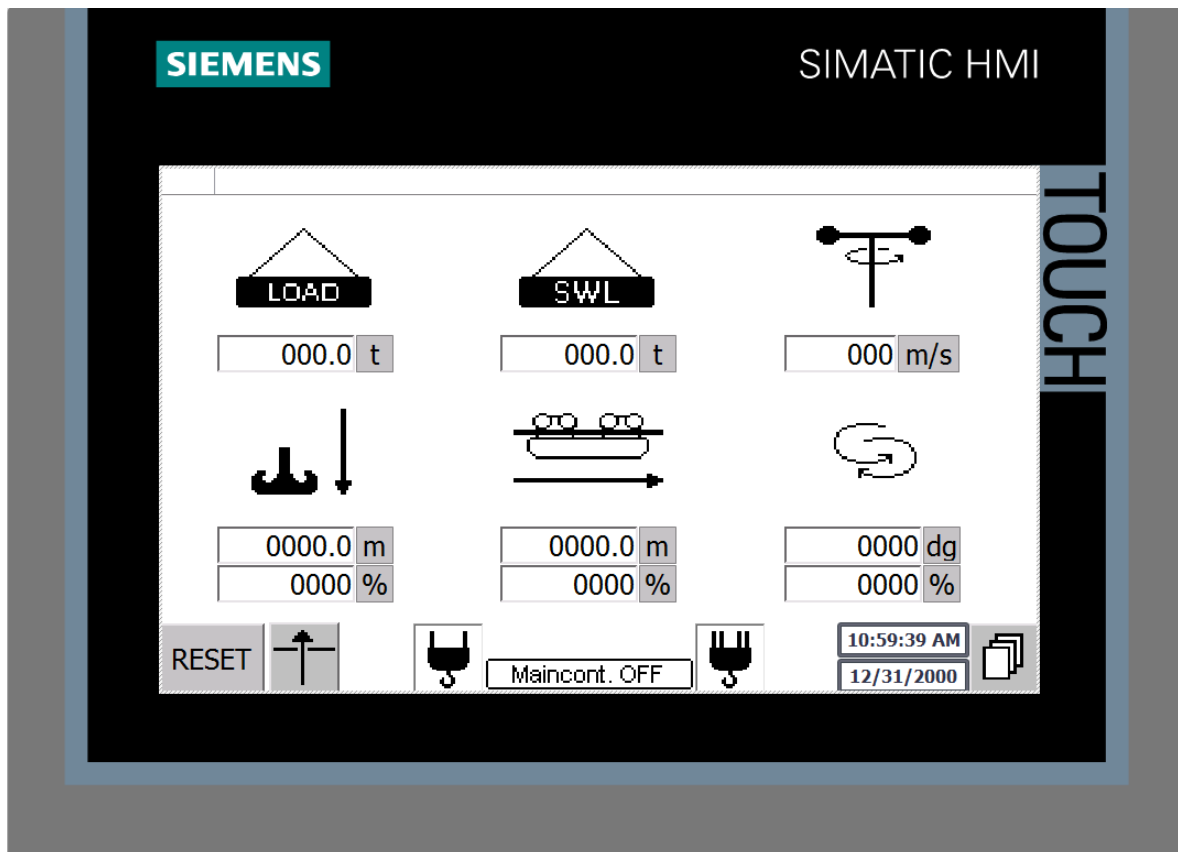 SIEMENS
SIMATIC HMI
TOUCH
LOAD
SWL
000.0 t
000.0 t
000 m/s
0000.0 m
0000.0 m
0000 dg
0000 %
0000 %
0000 %
RESET
Maincont. OFF
10:59:39 AM
12/31/2000